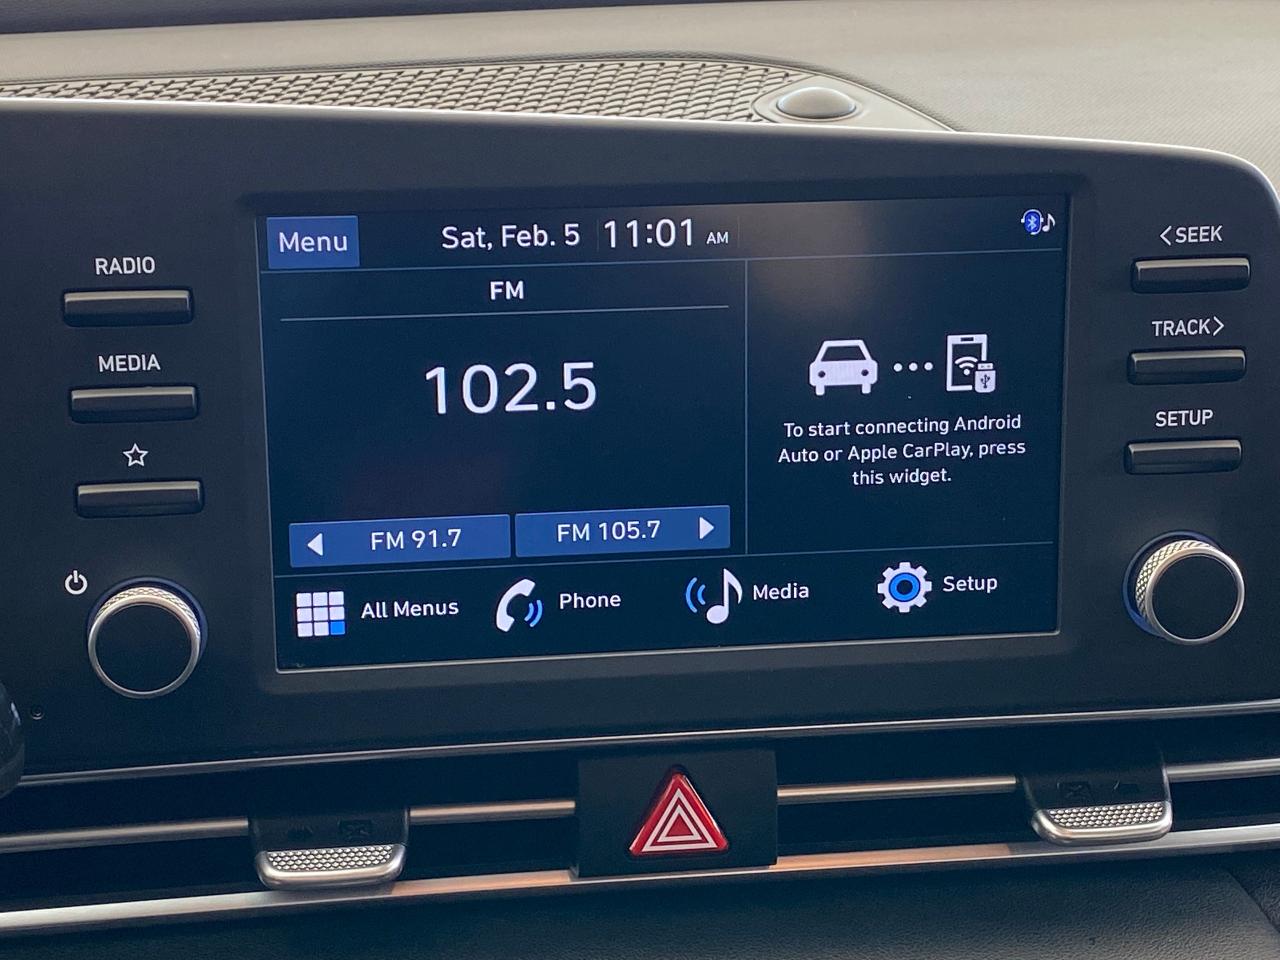 Menu
Sat, Feb. 5 11:01 AM
FM
102.5
FM 91.7
FM 105.7
To start connecting Android
Auto or Apple CarPlay, press
this widget.
All Menus
Phone
Media
Setup
RADIO
MEDIA
<SEEK
TRACK>
SETUP